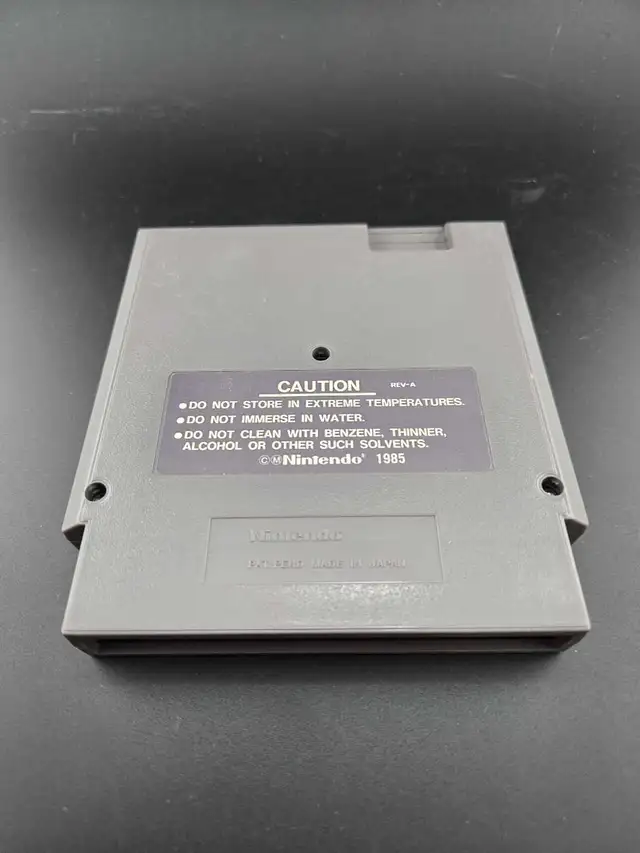 CAUTION REV-A
●DO NOT STORE IN EXTREME TEMPERATURES.
●DO NOT IMMERSE IN WATER.
●DO NOT CLEAN WITH BENZENE, THINNER,
ALCOHOL OR OTHER SUCH SOLVENTS.
ⒸⓂNintendo® 1985
Nintendo
MADE IN JAPAN